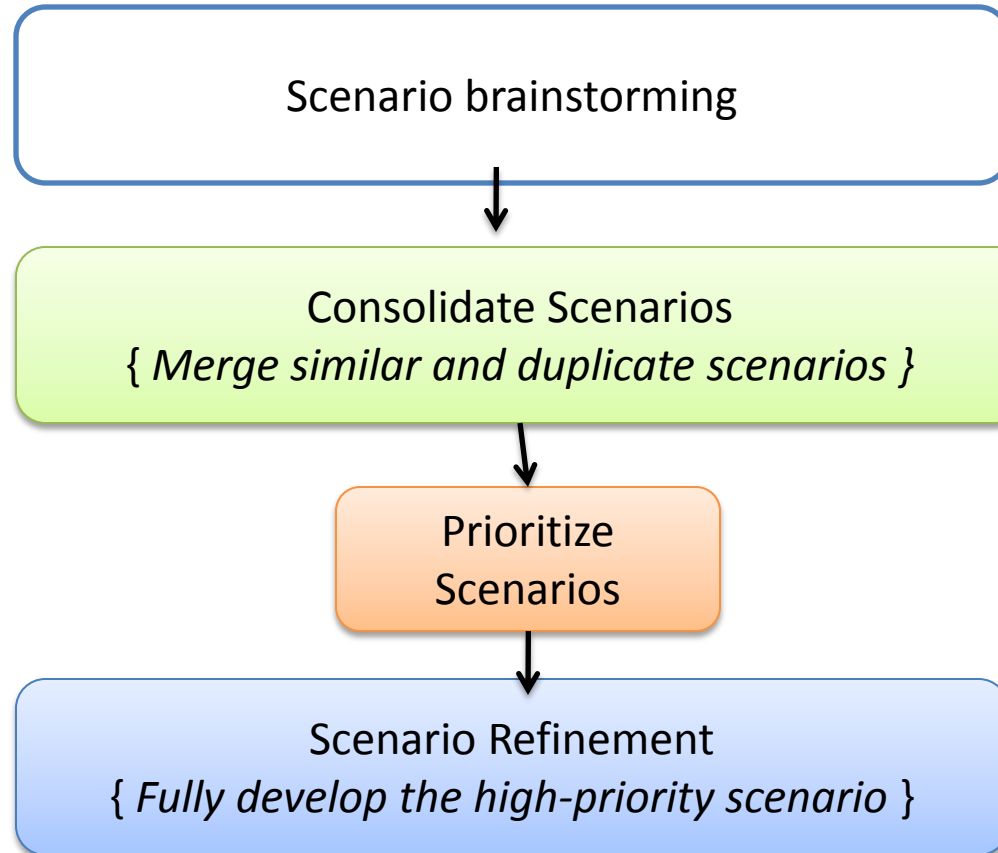 Scenario brainstorming
Consolidate Scenarios
{ Merge similar and duplicate scenarios }
Prioritize
Scenarios
Scenario Refinement
{ Fully develop the high-priority scenario }